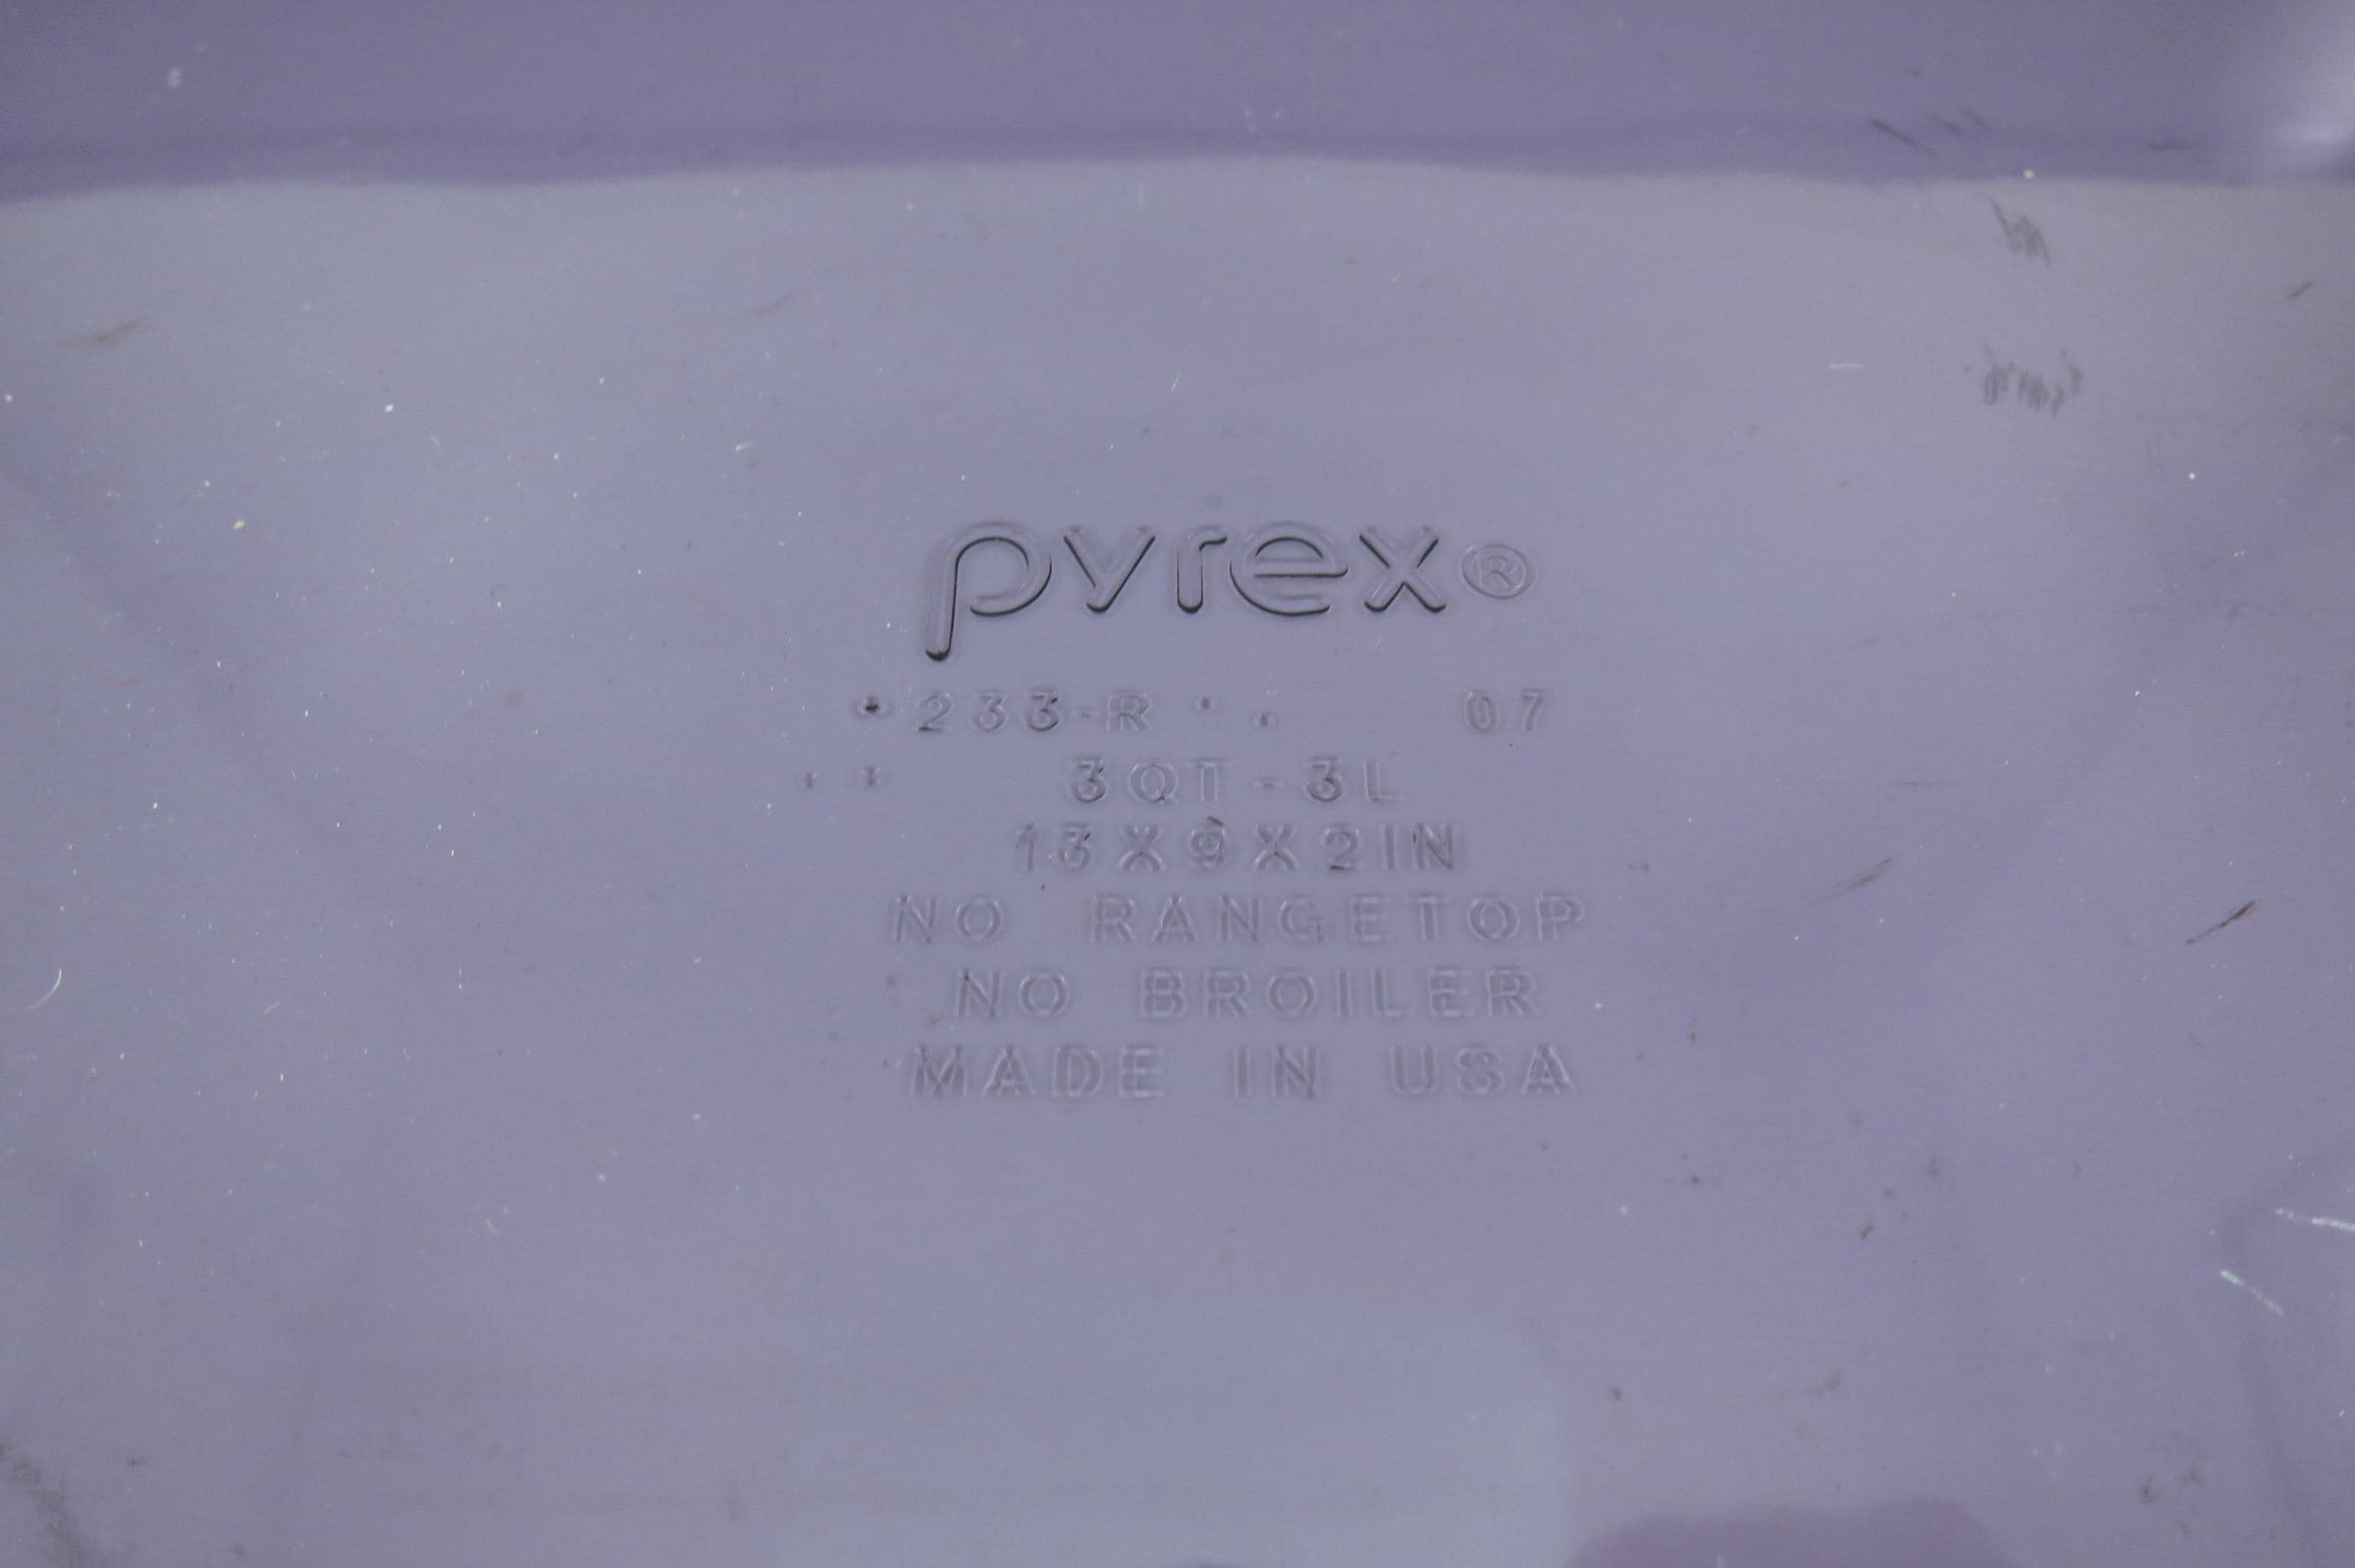 pyrex®
233-R 07
3QT-3L
13X9X2IN
NO RANGETOP
NO BROILER
MADE IN USA